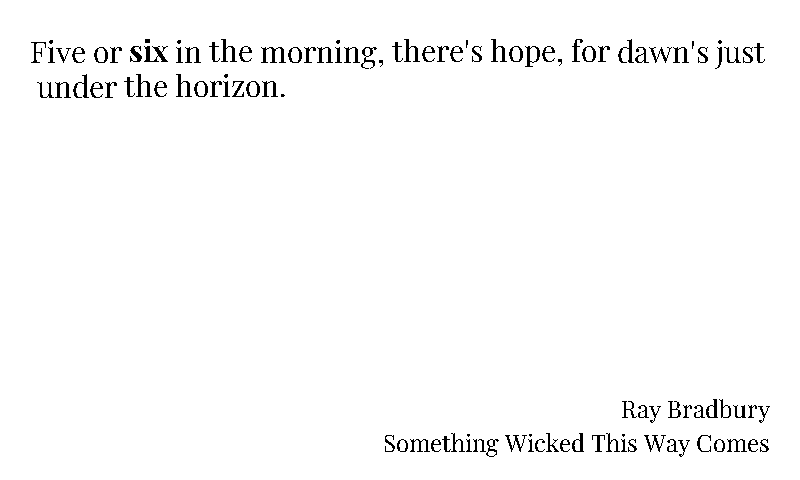 Five or six in the morning, there's hope, for dawn's just
under the horizon.
Ray Bradbury
Something Wicked This Way Comes